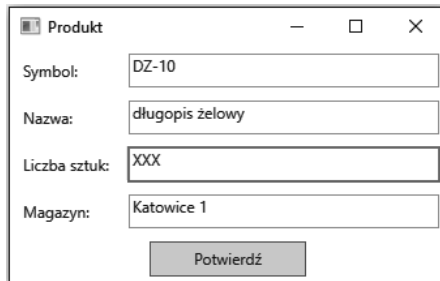 Produkt
Symbol: DZ-10
Nazwa: długopis żelowy
Liczba sztuk: XXX
Magazyn: Katowice 1
Potwierdź